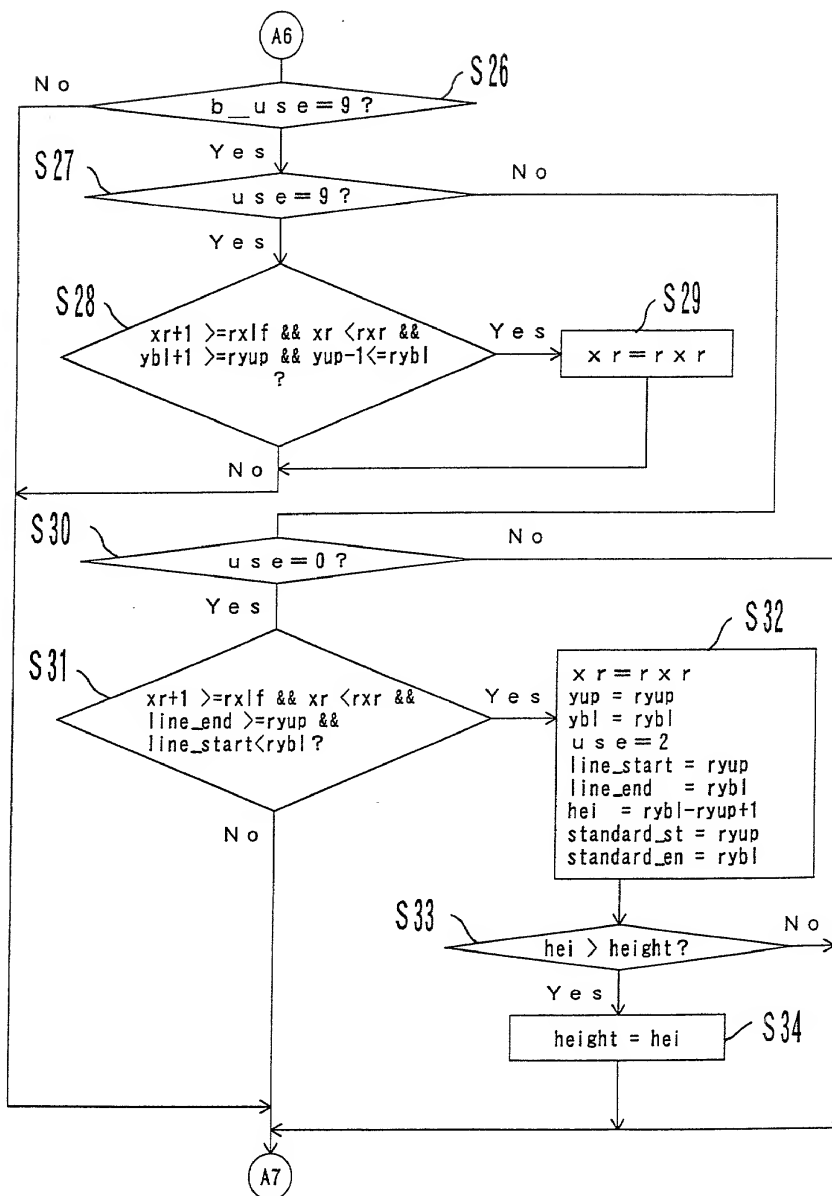 A6
No
S26
b_use=9?
Yes
S27
No
use=9?
Yes
S28
S29
xr+1 >=rxlf && xr <rxr &&
ybl+1 >=ryup && yup-1<=rybl
?
Yes
xr=rxr
No
S30
No
use=0?
Yes
S32
S31
xr+1 >=rxlf && xr <rxr &&
line_end >=ryup &&
line_start<rybl?
Yes
xr=rxr
yup = ryup
ybl = rybl
use=2
line_start = ryup
line_end = rybl
hei = rybl-ryup+1
standard_st = ryup
standard_en = rybl
No
S33
No
hei > height?
Yes
height = hei
S34
A7